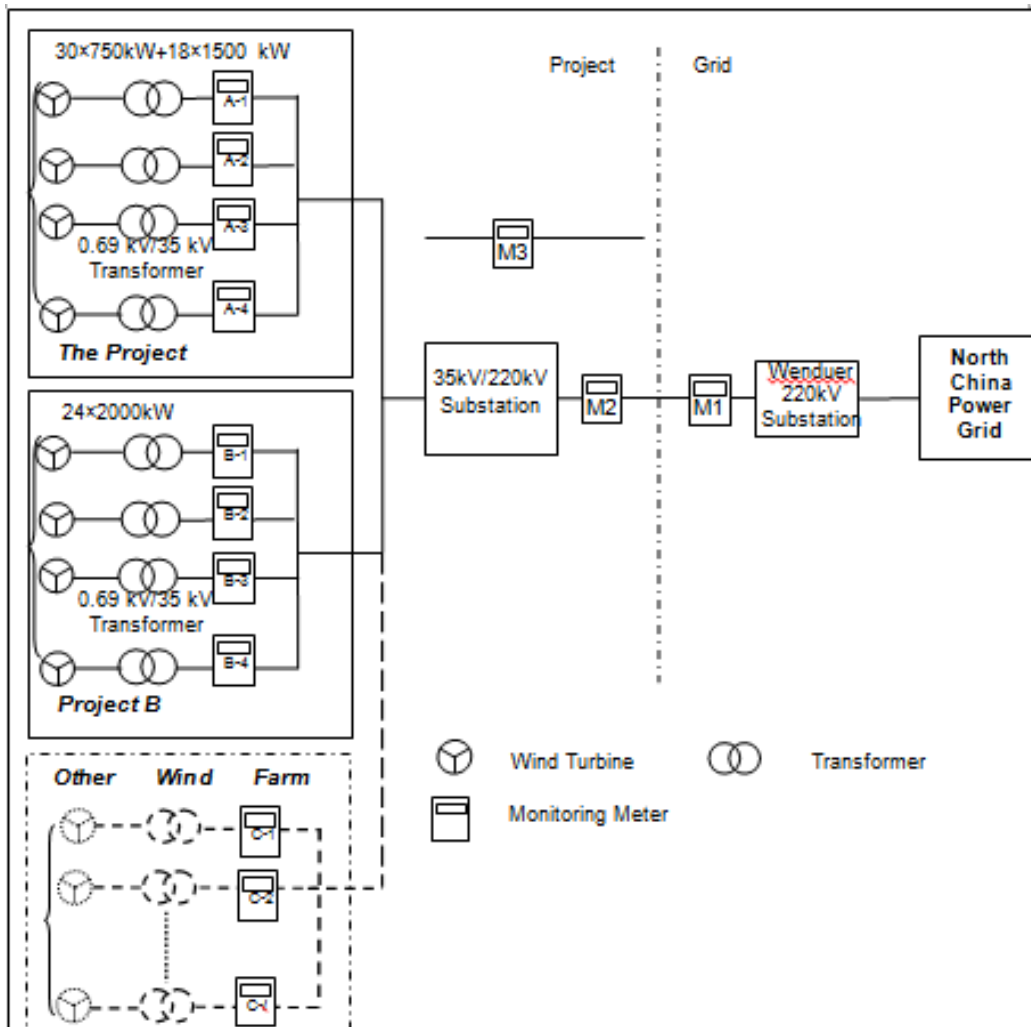 30×750kW+18×1500 kW
A-1
A-2
A-3
0.69 kV/35 kV
Transformer
A-4
The Project
24×2000kW
B-1
B-2
B-3
0.69 kV/35 kV
Transformer
B-4
Project B
Other Wind Farm
C-1
C-2
Project
Grid
M3
35kV/220kV
Substation
M2
M1
Wenduer
220kV
Substation
North
China
Power
Grid
Wind Turbine
Transformer
Monitoring Meter